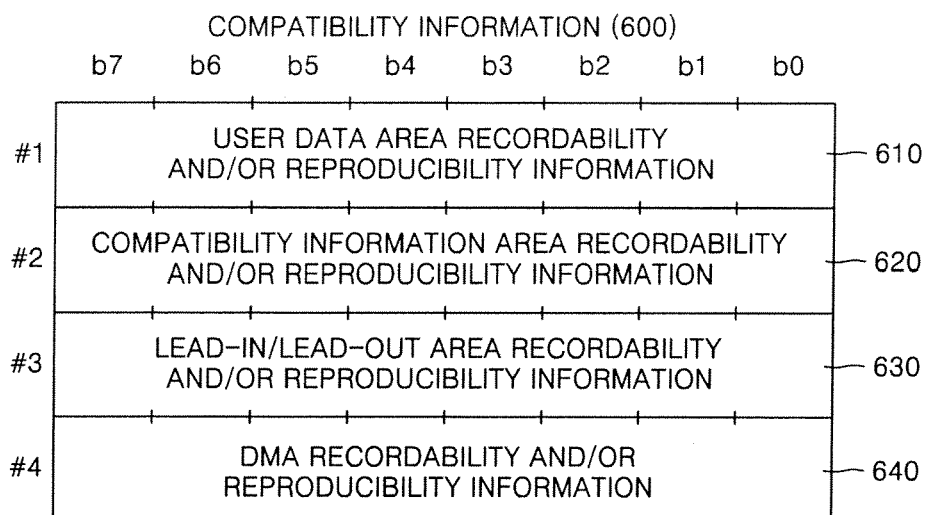 COMPATIBILITY INFORMATION (600)
b7 b6 b5 b4 b3 b2 b1 b0
#1 USER DATA AREA RECORDABILITY
AND/OR REPRODUCIBILITY INFORMATION 610
#2 COMPATIBILITY INFORMATION AREA RECORDABILITY
AND/OR REPRODUCIBILITY INFORMATION 620
#3 LEAD-IN/LEAD-OUT AREA RECORDABILITY
AND/OR REPRODUCIBILITY INFORMATION 630
#4 DMA RECORDABILITY AND/OR
REPRODUCIBILITY INFORMATION 640